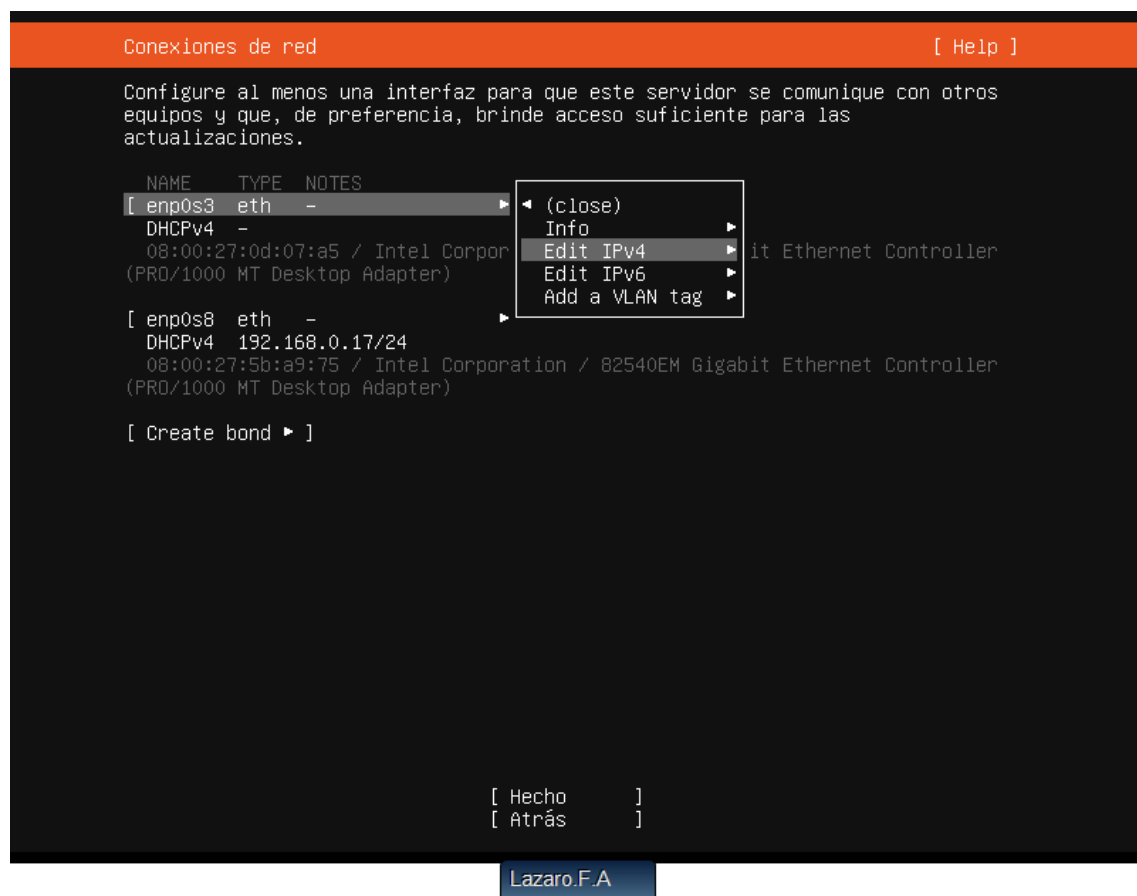 Conexiones de red [ Help ]
Configure al menos una interfaz para que este servidor se comunique con otros
equipos y que, de preferencia, brinde acceso suficiente para las
actualizaciones.
NAME TYPE NOTES
[ enp0s3 eth – ▸
DHCPv4 –
08:00:27:0d:07:a5 / Intel Corpor it Ethernet Controller
(PRO/1000 MT Desktop Adapter)
◂ (close)
Info ▸
Edit IPv4 ▸
Edit IPv6 ▸
Add a VLAN tag ▸
[ enp0s8 eth – ▸
DHCPv4 192.168.0.17/24
08:00:27:5b:a9:75 / Intel Corporation / 82540EM Gigabit Ethernet Controller
(PRO/1000 MT Desktop Adapter)
[ Create bond ▸ ]
[ Hecho ]
[ Atrás ]
Lazaro.F.A